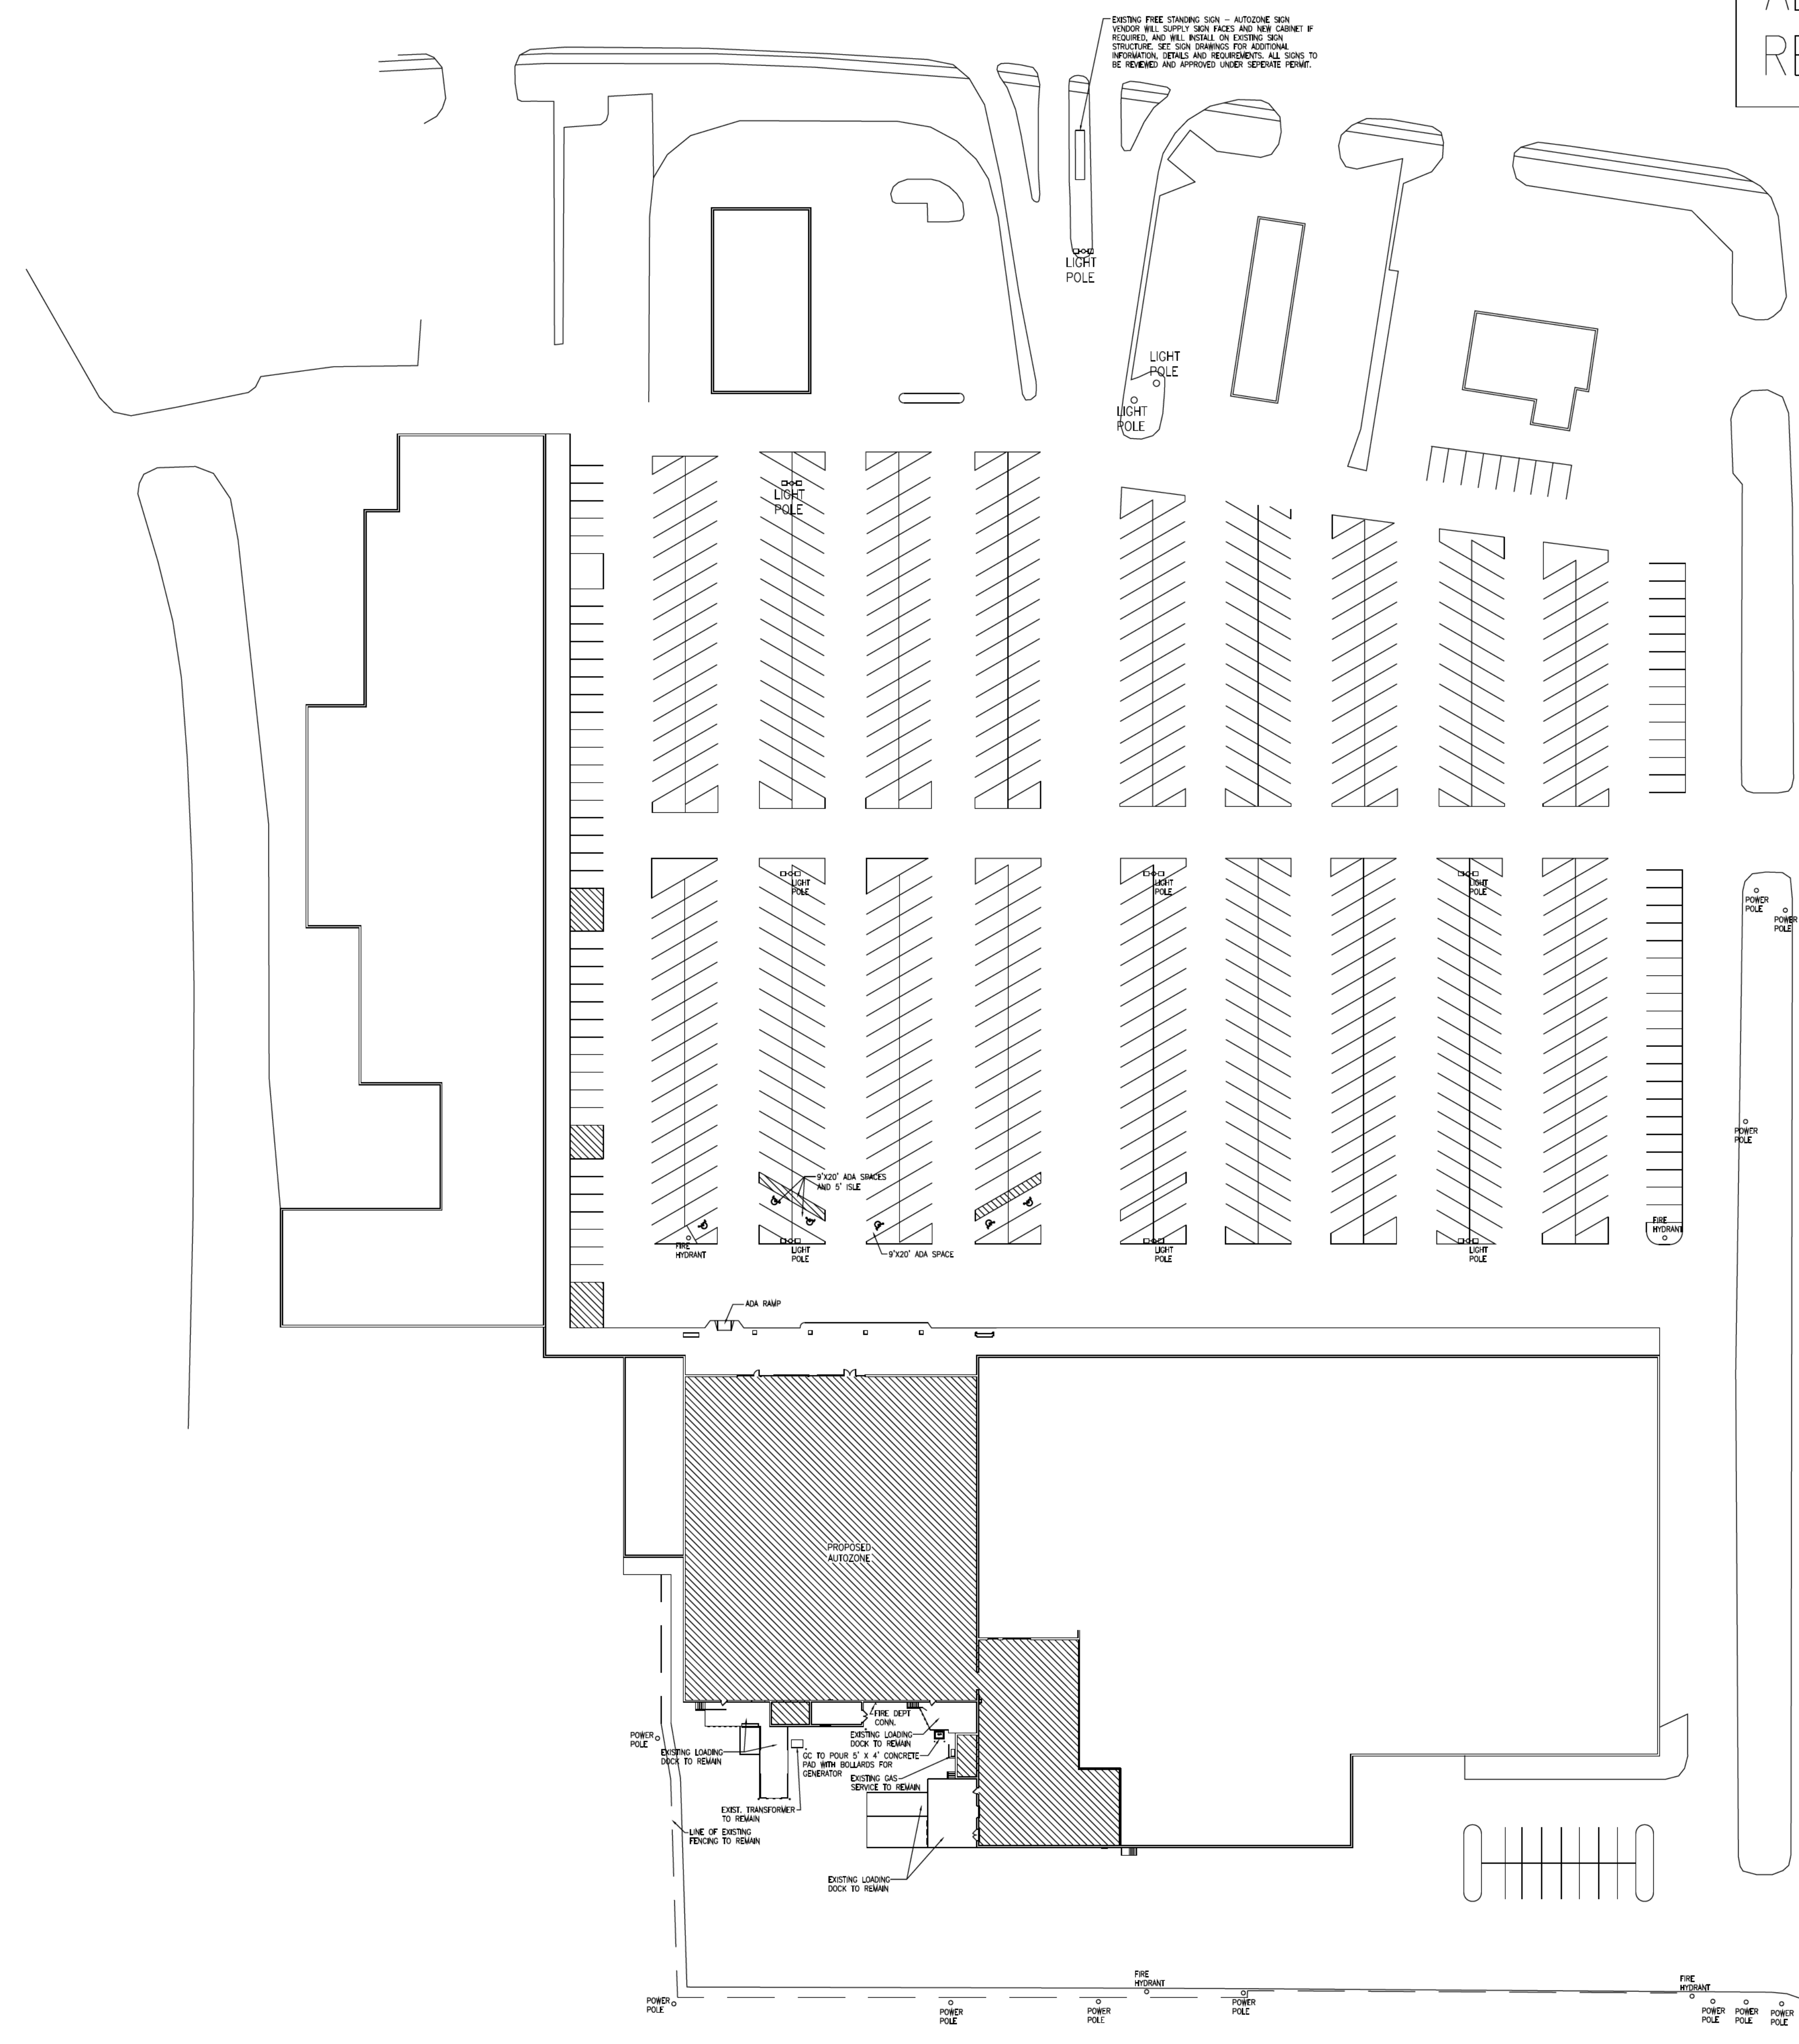 EXISTING FREE STANDING SIGN – AUTOZONE SIGN
VENDOR WILL SUPPLY SIGN FACES AND NEW CABINET IF
REQUIRED, AND WILL INSTALL ON EXISTING SIGN
STRUCTURE. SEE SIGN DRAWINGS FOR ADDITIONAL
INFORMATION, DETAILS AND REQUIREMENTS. ALL SIGNS TO
BE REVIEWED AND APPROVED UNDER SEPERATE PERMIT.
LIGHT
POLE
LIGHT
POLE
LIGHT
POLE
LIGHT
POLE
LIGHT
POLE
LIGHT
POLE
LIGHT
POLE
POWER
POLE
POWER
POLE
POWER
POLE
9'X20' ADA SPACES
AND 5' ISLE
FIRE
HYDRANT
FIRE
HYDRANT
LIGHT
POLE
9'X20' ADA SPACE
LIGHT
POLE
LIGHT
POLE
ADA RAMP
PROPOSED
AUTOZONE
FIRE DEPT
CONN.
POWER
POLE
EXISTING LOADING
DOCK TO REMAIN
EXISTING LOADING
DOCK TO REMAIN
GC TO POUR 5' X 4' CONCRETE
PAD WITH BOLLARDS FOR
GENERATOR
EXISTING GAS
SERVICE TO REMAIN
EXIST. TRANSFORMER
TO REMAIN
LINE OF EXISTING
FENCING TO REMAIN
EXISTING LOADING
DOCK TO REMAIN
FIRE
HYDRANT
FIRE
HYDRANT
POWER
POLE
POWER
POLE
POWER
POLE
POWER
POLE
POWER
POLE
POWER
POLE
POWER
POLE